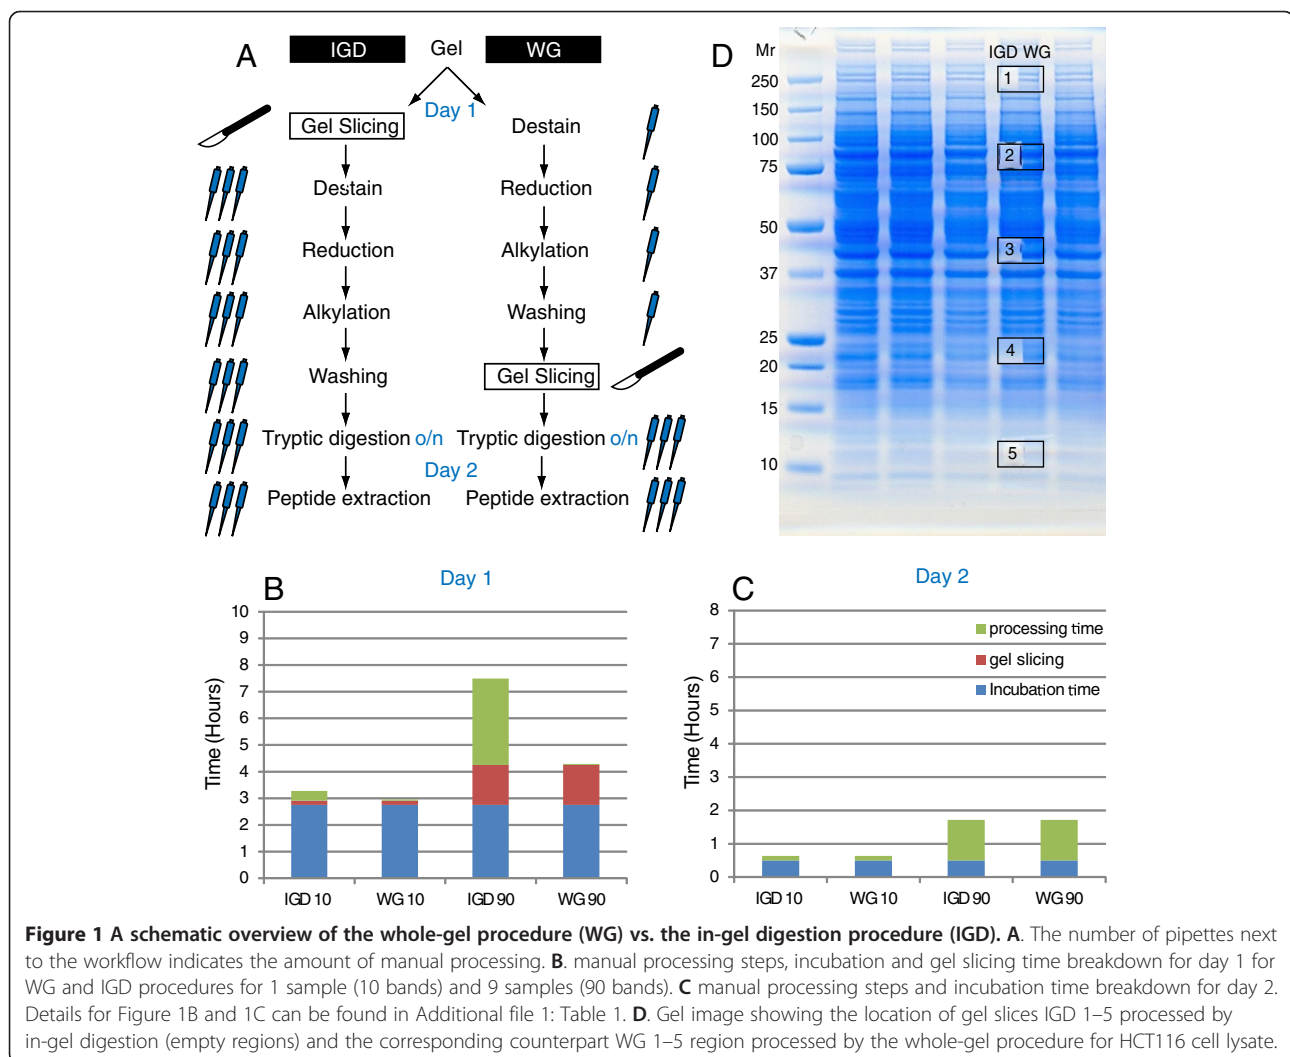 A
IGD
Gel
WG
Day 1
Gel Slicing
Destain
Destain
Reduction
Reduction
Alkylation
Alkylation
Washing
Washing
Gel Slicing
Tryptic digestion o/n
Tryptic digestion o/n
Day 2
Peptide extraction
Peptide extraction
D
Mr
IGD WG
250
150
100
75
50
37
25
20
15
10
1
2
3
4
5
B
Day 1
Time (Hours)
10
9
8
7
6
5
4
3
2
1
0
IGD 10
WG 10
IGD 90
WG 90
C
Day 2
Time (Hours)
8
7
6
5
4
3
2
1
0
processing time
gel slicing
Incubation time
IGD 10
WG 10
IGD 90
WG 90
Figure 1 A schematic overview of the whole-gel procedure (WG) vs. the in-gel digestion procedure (IGD). A. The number of pipettes next
to the workflow indicates the amount of manual processing. B. manual processing steps, incubation and gel slicing time breakdown for day 1 for
WG and IGD procedures for 1 sample (10 bands) and 9 samples (90 bands). C manual processing steps and incubation time breakdown for day 2.
Details for Figure 1B and 1C can be found in Additional file 1: Table 1. D. Gel image showing the location of gel slices IGD 1–5 processed by
in-gel digestion (empty regions) and the corresponding counterpart WG 1–5 region processed by the whole-gel procedure for HCT116 cell lysate.